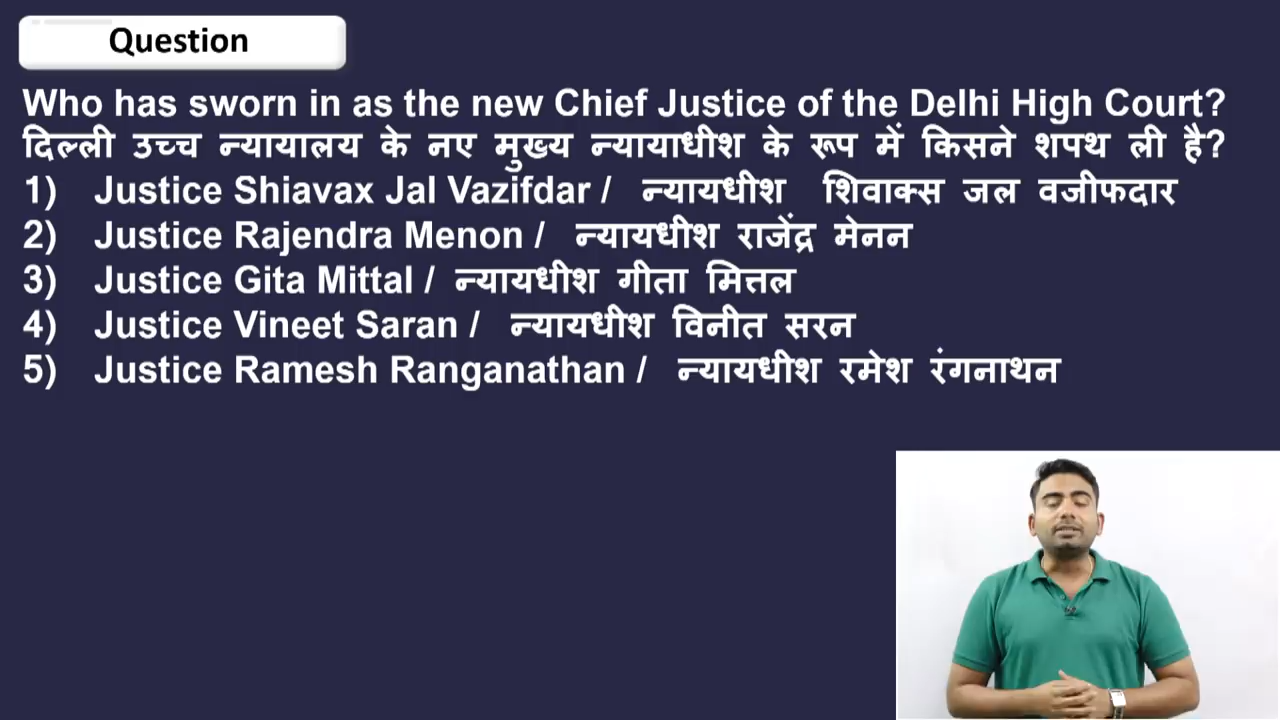 Question
Who has sworn in as the new Chief Justice of the Delhi High Court?
दिल्ली उच्च न्यायालय के नए मुख्य न्यायाधीश के रूप में किसने शपथ ली है?
1) Justice Shiavax Jal Vazifdar / न्यायधीश शिवाक्स जल वजीफदार
2) Justice Rajendra Menon / न्यायधीश राजेंद्र मेनन
3) Justice Gita Mittal / न्यायधीश गीता मित्तल
4) Justice Vineet Saran / न्यायधीश विनीत सरन
5) Justice Ramesh Ranganathan / न्यायधीश रमेश रंगनाथन